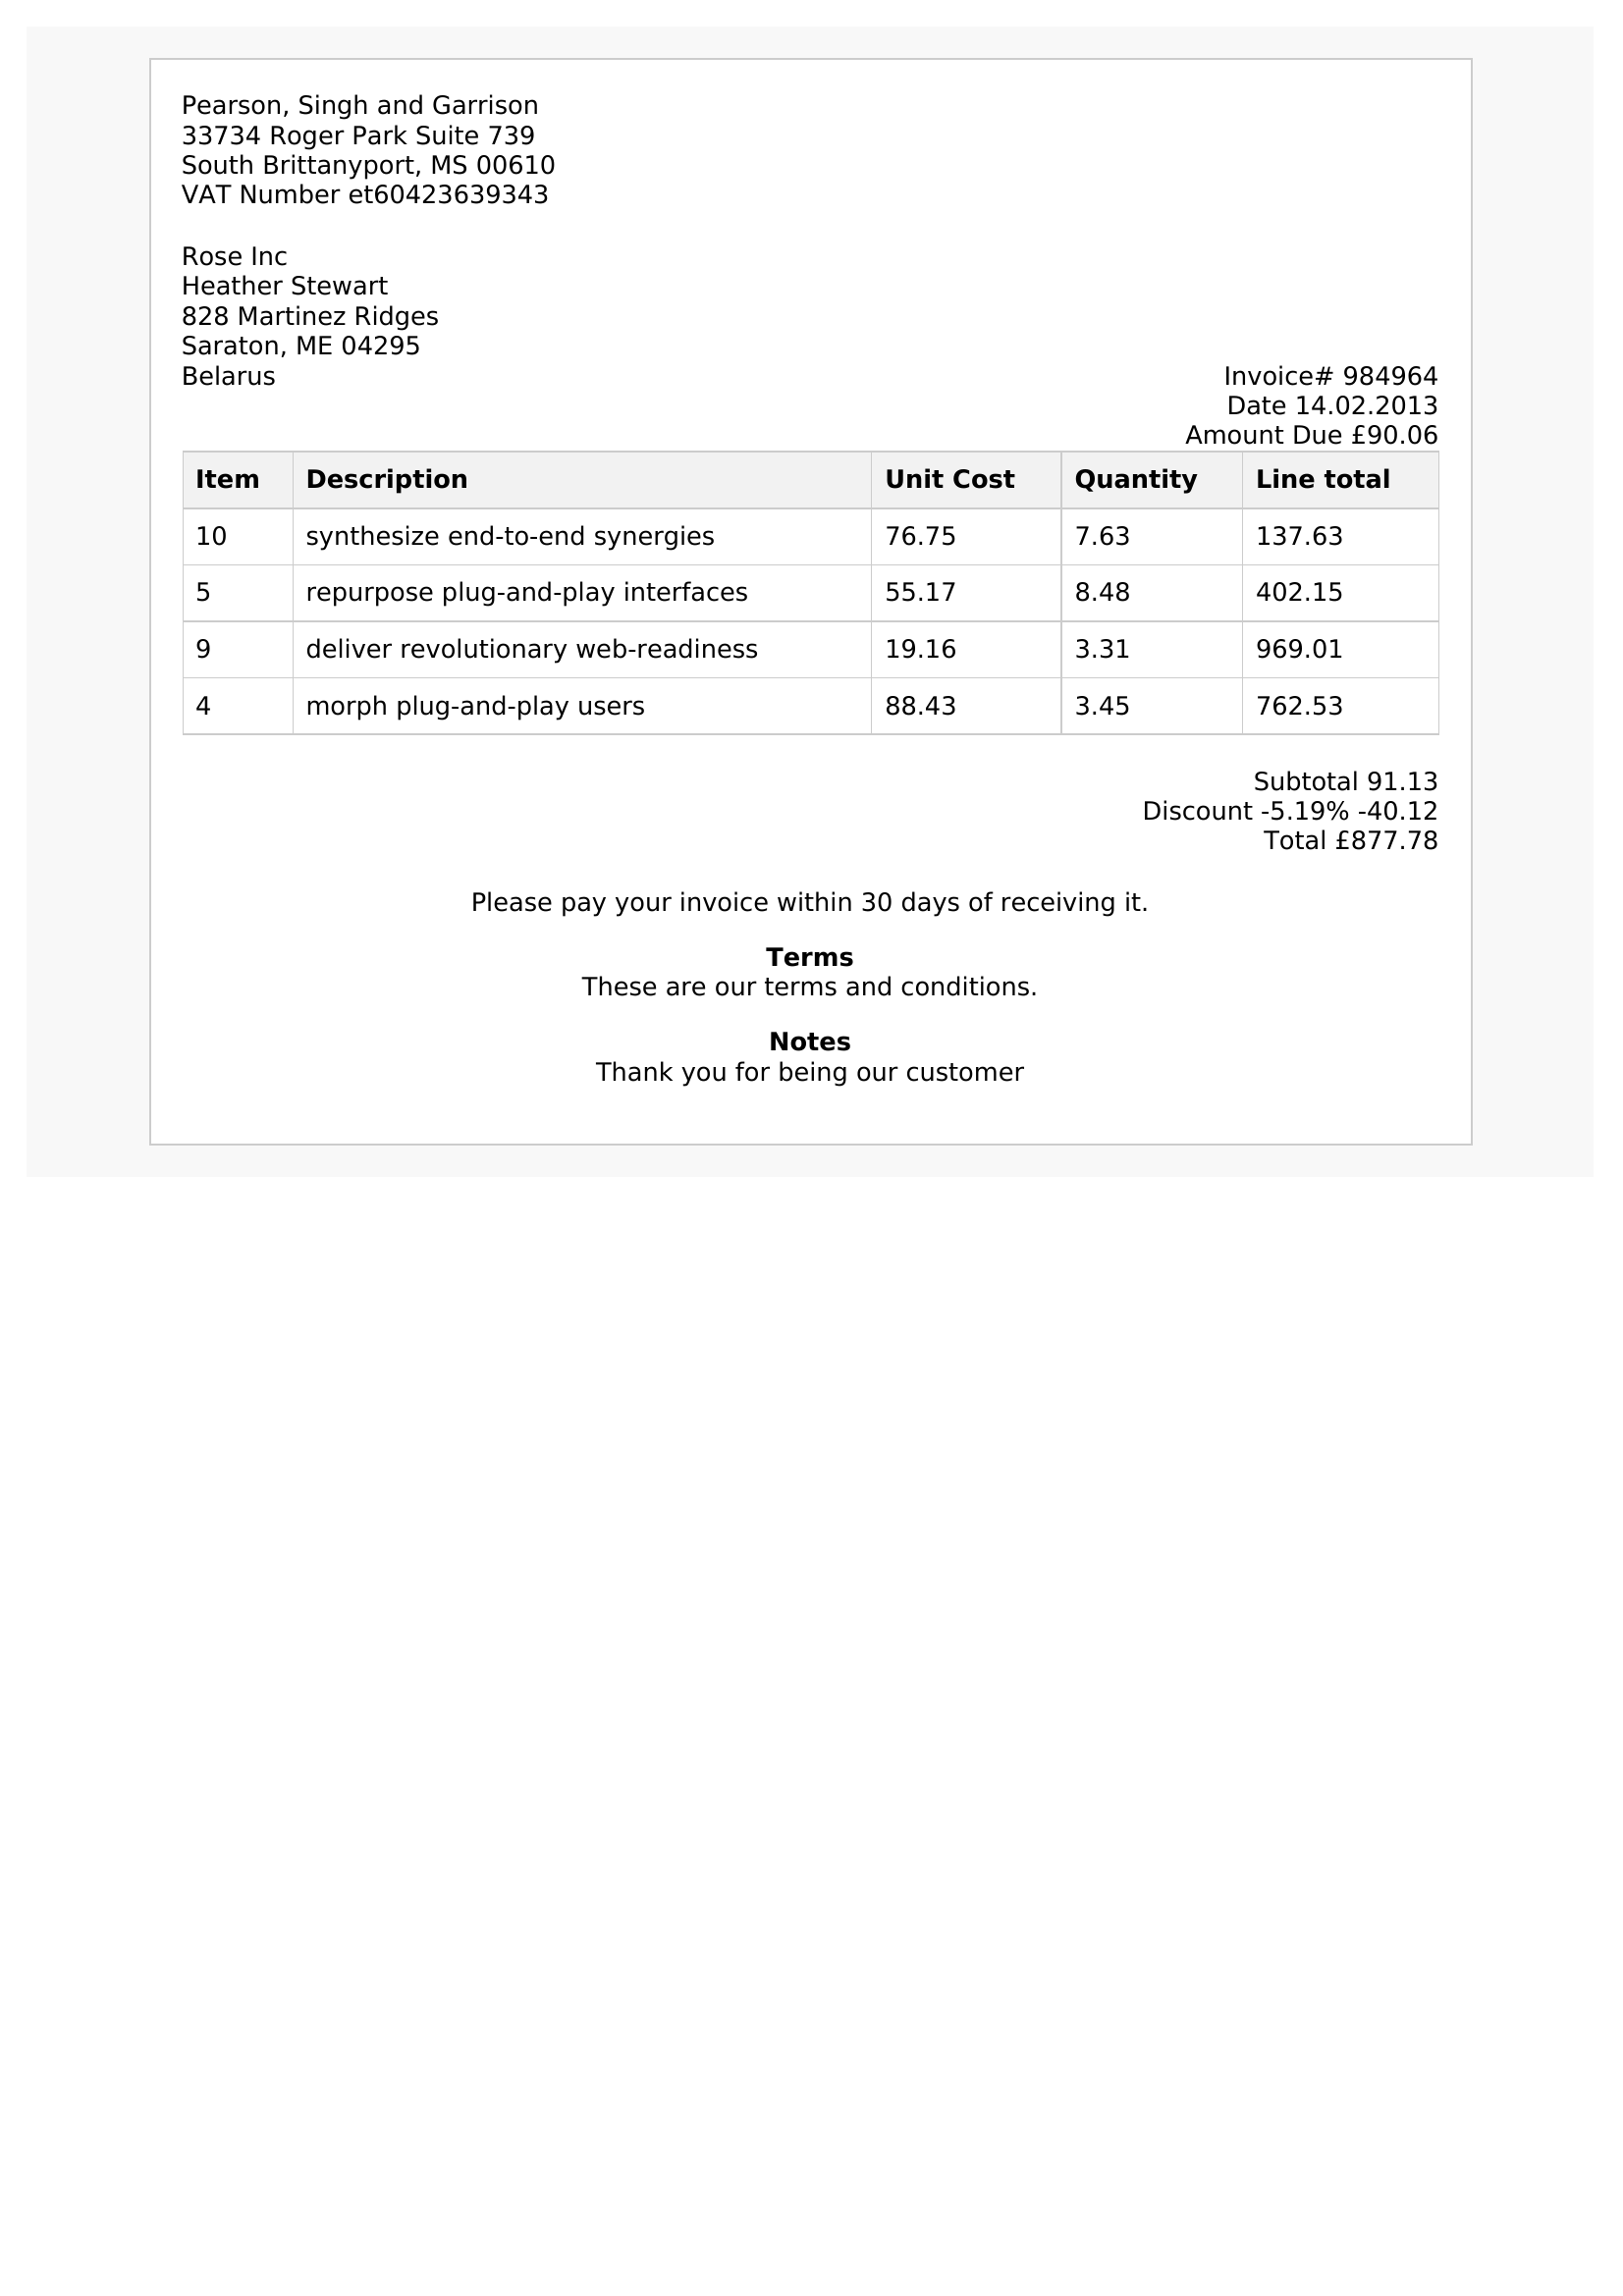 Pearson, Singh and Garrison
33734 Roger Park Suite 739
South Brittanyport, MS 00610
VAT Number et60423639343
Rose Inc
Heather Stewart
828 Martinez Ridges
Saraton, ME 04295
Belarus
Invoice# 984964
Date 14.02.2013
Amount Due £90.06
Item Description Unit Cost Quantity Line total
10 synthesize end-to-end synergies 76.75 7.63 137.63
5 repurpose plug-and-play interfaces 55.17 8.48 402.15
9 deliver revolutionary web-readiness 19.16 3.31 969.01
4 morph plug-and-play users 88.43 3.45 762.53
Subtotal 91.13
Discount -5.19% -40.12
Total £877.78
Please pay your invoice within 30 days of receiving it.
Terms
These are our terms and conditions.
Notes
Thank you for being our customer